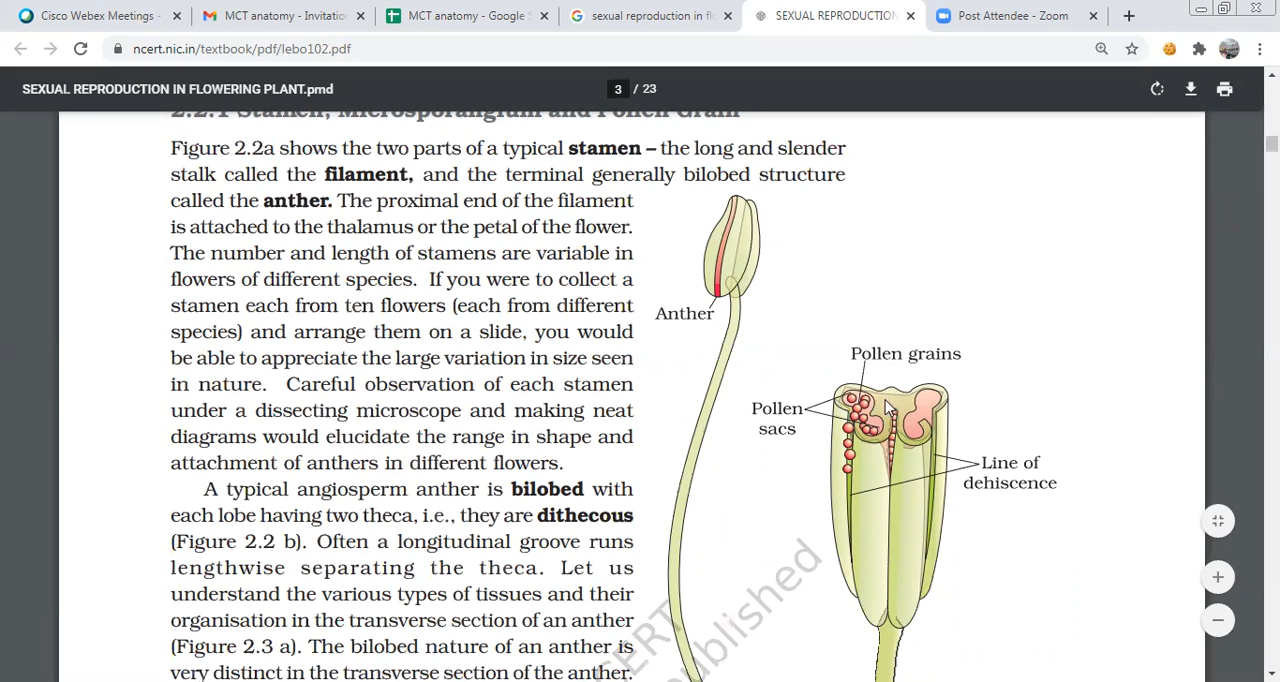 Cisco Webex Meetings -
MCT anatomy - Invitatio
MCT anatomy - Google S
sexual reproduction in fl
SEXUAL REPRODUCTION
Post Attendee - Zoom
ncert.nic.in/textbook/pdf/lebo102.pdf
SEXUAL REPRODUCTION IN FLOWERING PLANT.pmd
3 / 23
2.2.1 Stamen, Microsporangium and Pollen Grain
Figure 2.2a shows the two parts of a typical stamen – the long and slender
stalk called the filament, and the terminal generally bilobed structure
called the anther. The proximal end of the filament
is attached to the thalamus or the petal of the flower.
The number and length of stamens are variable in
flowers of different species. If you were to collect a
stamen each from ten flowers (each from different
species) and arrange them on a slide, you would
be able to appreciate the large variation in size seen
in nature. Careful observation of each stamen
under a dissecting microscope and making neat
diagrams would elucidate the range in shape and
attachment of anthers in different flowers.
A typical angiosperm anther is bilobed with
each lobe having two theca, i.e., they are dithecous
(Figure 2.2 b). Often a longitudinal groove runs
lengthwise separating the theca. Let us
understand the various types of tissues and their
organisation in the transverse section of an anther
(Figure 2.3 a). The bilobed nature of an anther is
very distinct in the transverse section of the anther.
Anther
Pollen grains
Pollen
sacs
Line of
dehiscence
CERT
published